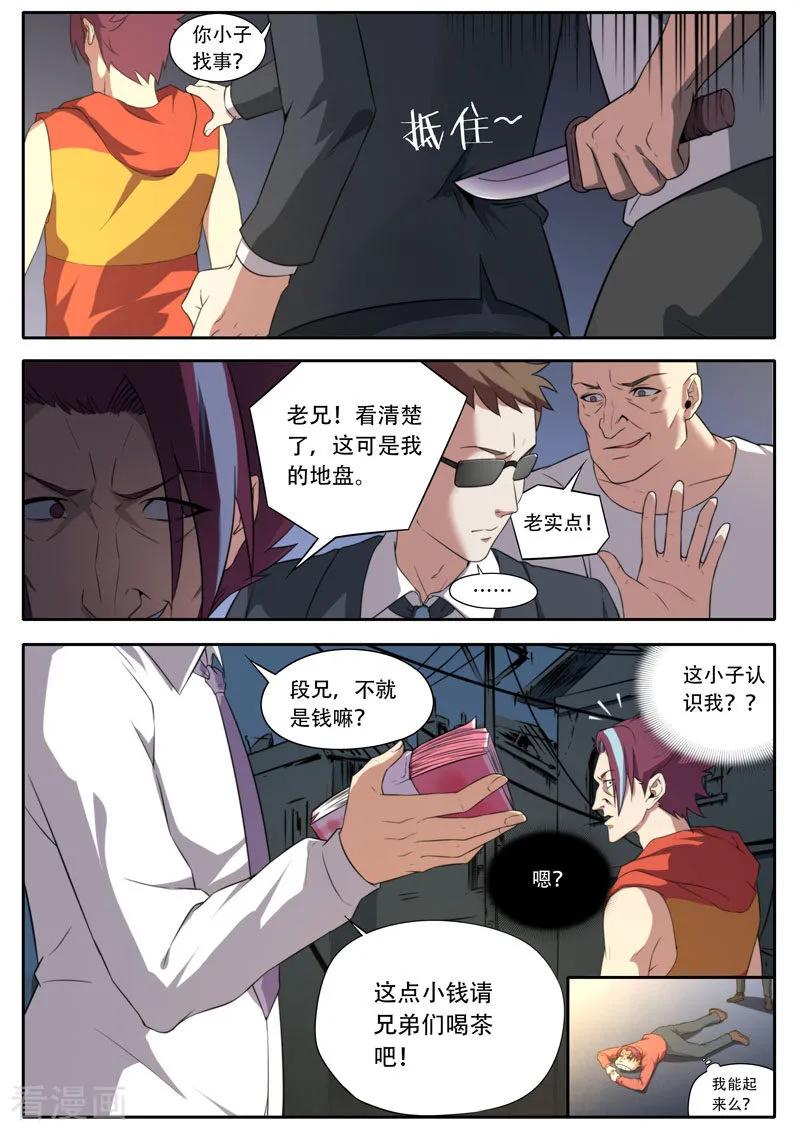 你小子
找事？
抵住~
老兄！看清楚
了，这可是我
的地盘。
老实点！
……
段兄，不就
是钱嘛？
这小子认
识我？？
嗯？
这点小钱请
兄弟们喝茶
吧！
我能起
来么？
看漫画